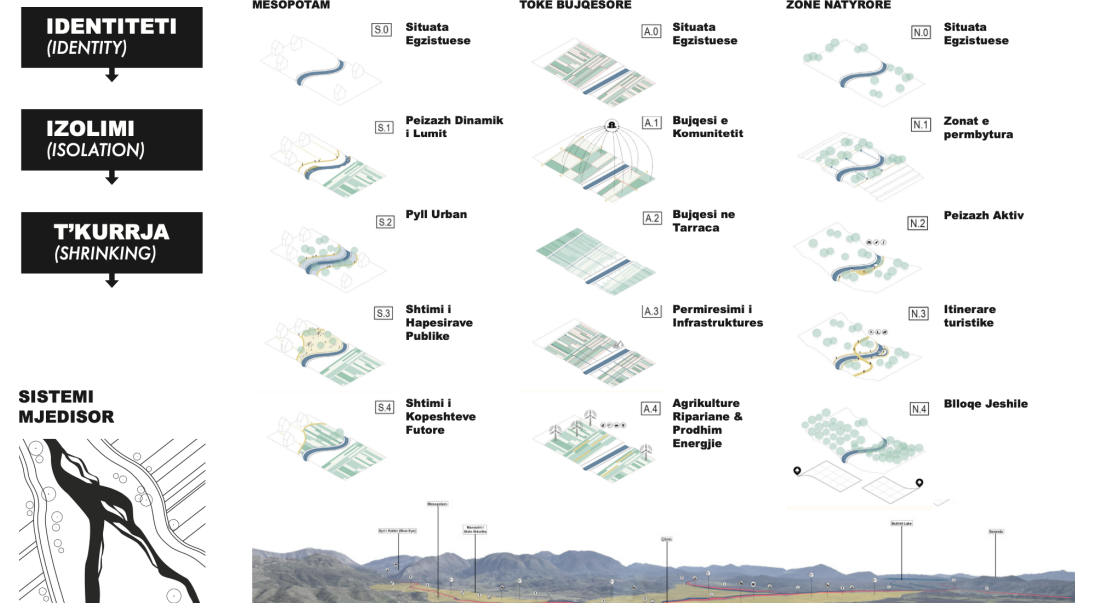 IDENTITETI
(IDENTITY)
IZOLIMI
(ISOLATION)
T'KURRJA
(SHRINKING)
SISTEMI
MJEDISOR
MESOPOTAM
S.0
Situata
Egzistuese
S.1
Peizazh Dinamik
i Lumit
S.2
Pyll Urban
S.3
Shtimi i
Hapesirave
Publike
S.4
Shtimi i
Kopeshteve
Futore
TOKE BUJQESORE
A.0
Situata
Egzistuese
A.1
Bujqesi e
Komunitetit
A.2
Bujqesi ne
Tarraca
A.3
Permiresimi i
Infrastruktures
A.4
Agrikulture
Ripariane &
Prodhim
Energjie
ZONE NATYRORE
N.0
Situata
Egzistuese
N.1
Zonat e
permbytura
N.2
Peizazh Aktiv
N.3
Itinerare
turistike
N.4
Blloqe Jeshile
Mesopotam